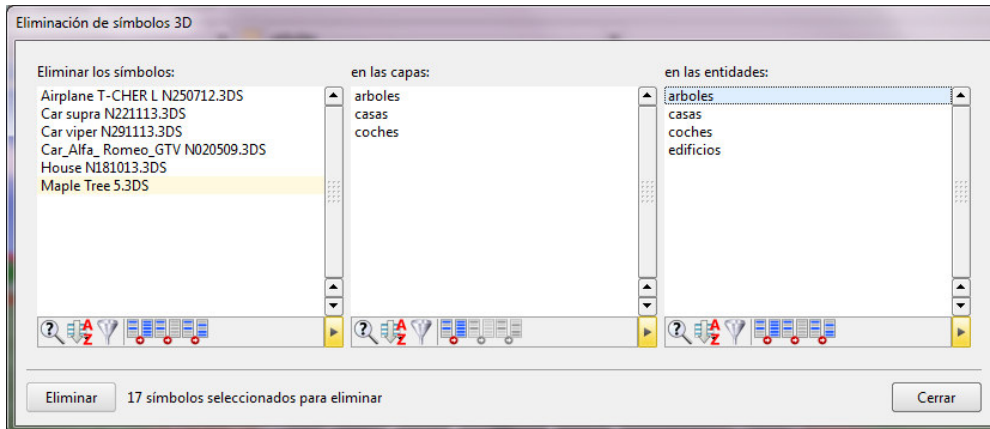 Eliminación de símbolos 3D
Eliminar los símbolos:
Airplane T-CHER L N250712.3DS
Car supra N221113.3DS
Car viper N291113.3DS
Car_Alfa_ Romeo_GTV N020509.3DS
House N181013.3DS
Maple Tree 5.3DS
en las capas:
arboles
casas
coches
en las entidades:
arboles
casas
coches
edificios
Eliminar
17 símbolos seleccionados para eliminar
Cerrar